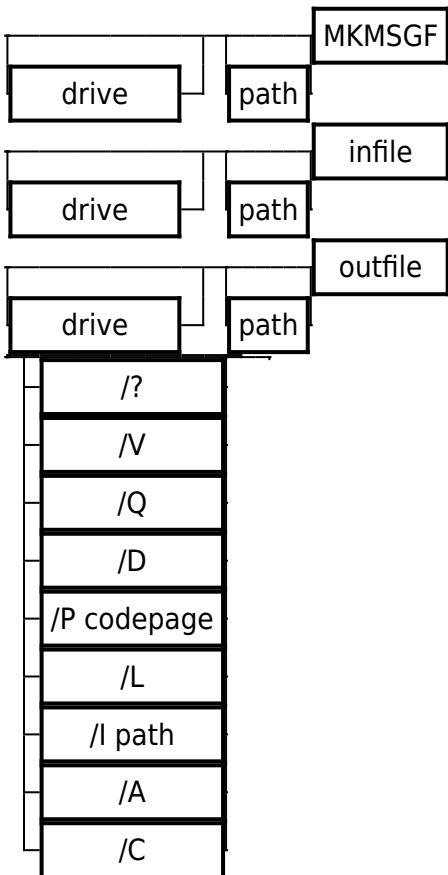 MKMSGF
drive path
infile
drive path
outfile
drive path
/?
/V
/Q
/D
/P codepage
/L
/I path
/A
/C